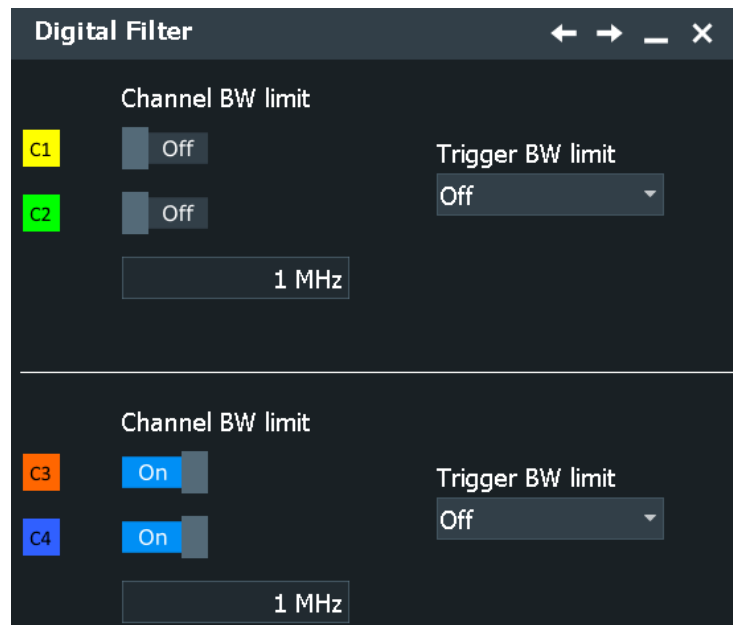 Digital Filter
Channel BW limit
C1 Off
Trigger BW limit
Off
C2 Off
1 MHz
Channel BW limit
C3 On
Trigger BW limit
Off
C4 On
1 MHz